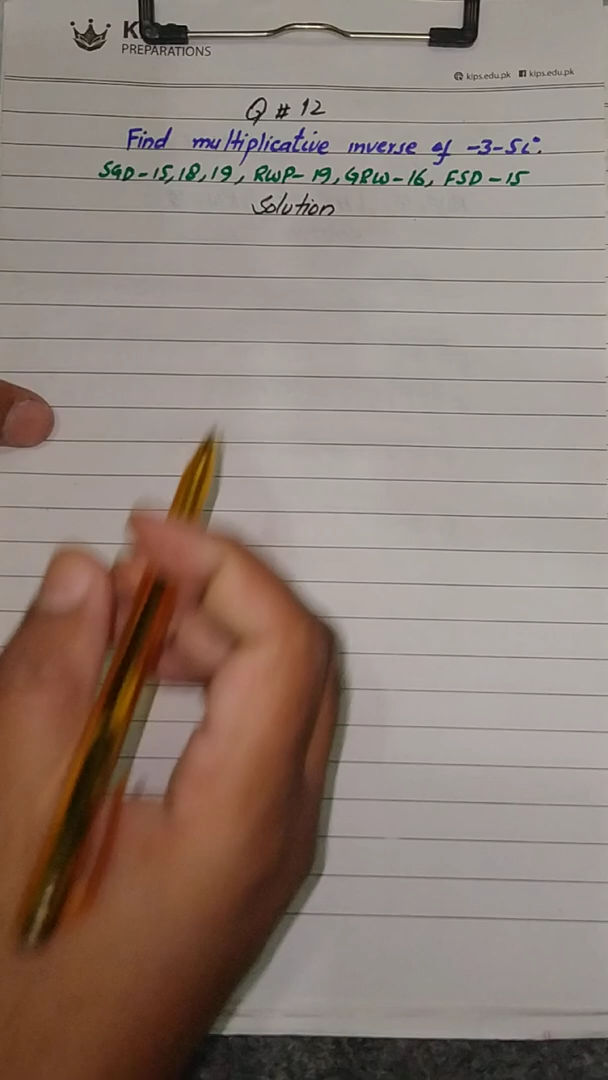 PREPARATIONS
kips.edu.pk kips.edu.pk
Q # 12
Find multiplicative inverse of -3-5i.
SGD-15,18,19, RWP-19, GRW-16, FSD-15
Solution